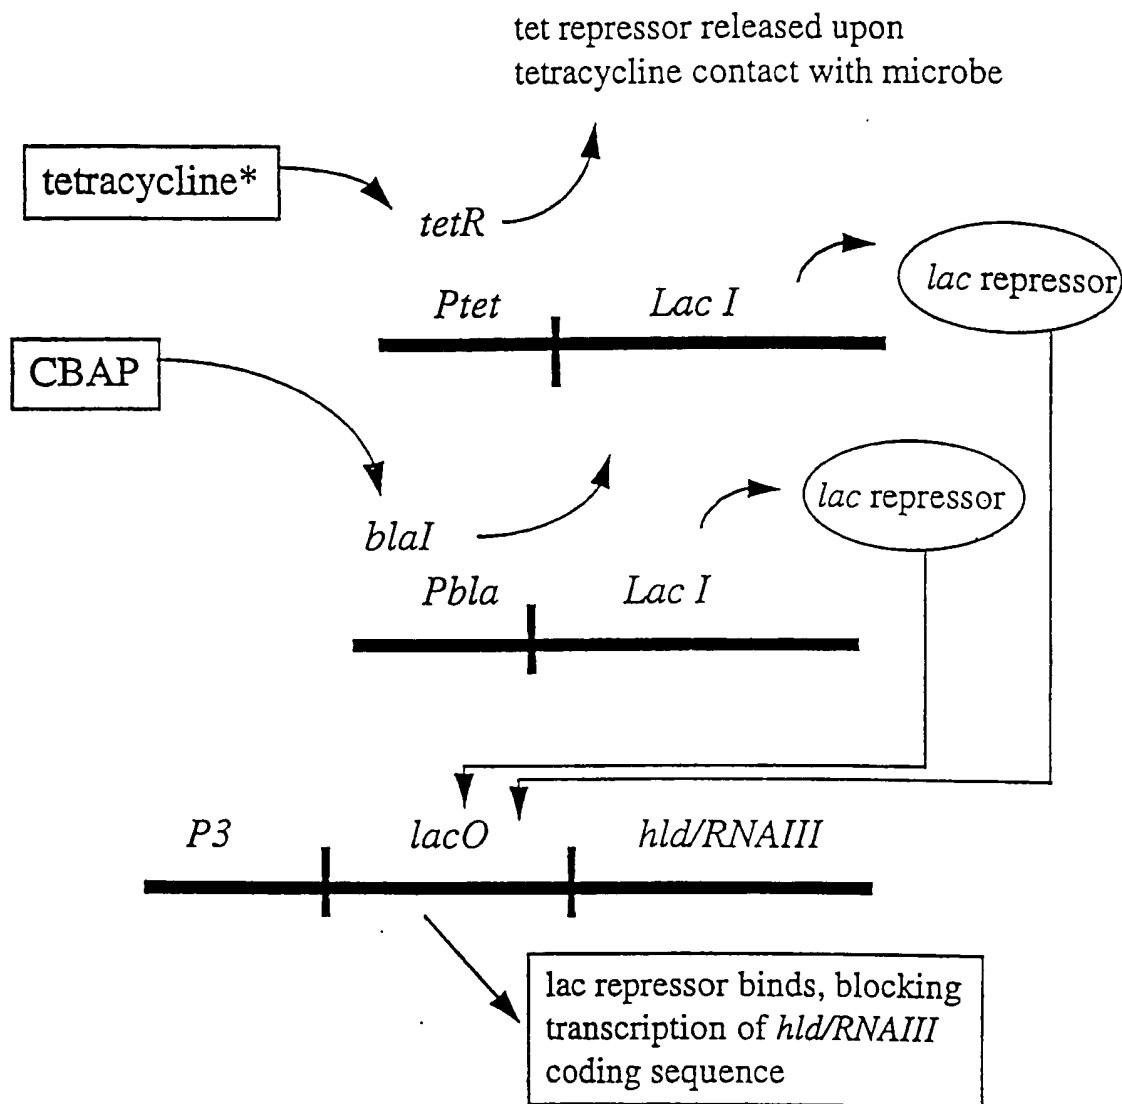 tet repressor released upon
tetracycline contact with microbe
tetracycline*
tetR
lac repressor
Ptet
Lac I
CBAP
lac repressor
blaI
Pbla
Lac I
P3
lacO
hld/RNAIII
lac repressor binds, blocking
transcription of hld/RNAIII
coding sequence